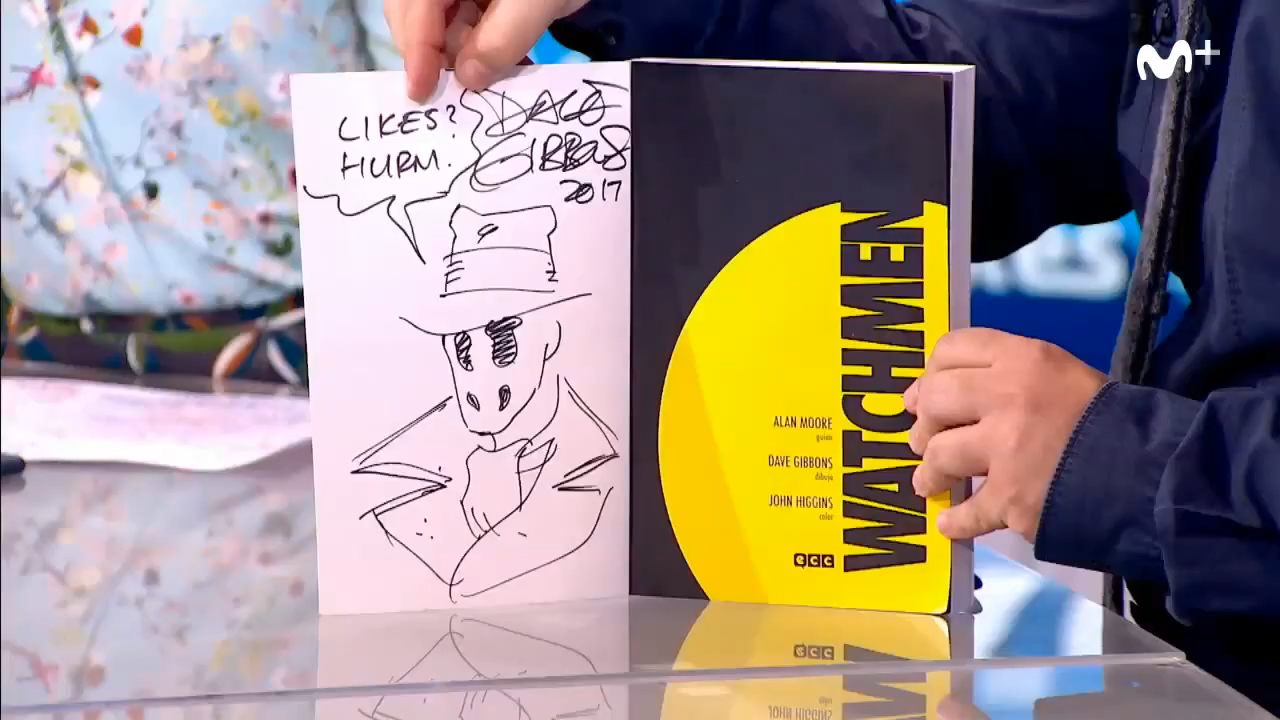 M+
LIKES?
HURM.
DAVE
GIBBONS
2017
WATCHMEN
ALAN MOORE
guion
DAVE GIBBONS
dibujo
JOHN HIGGINS
color
ecc